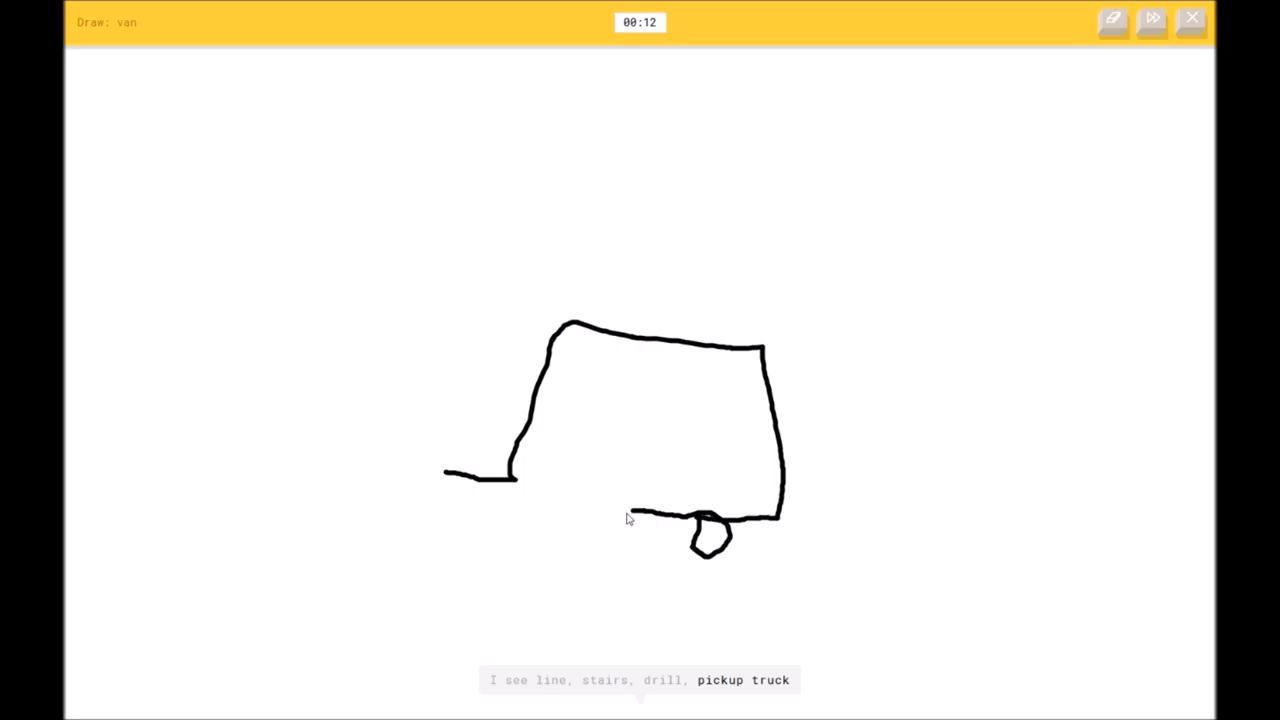 Draw: van
00:12
I see line, stairs, drill, pickup truck